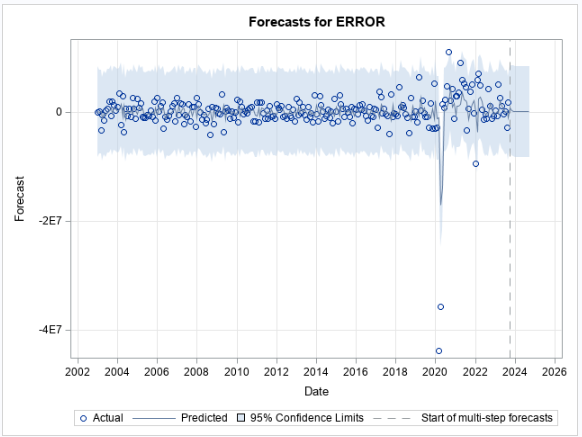 Forecasts for ERROR
0
-2E7
-4E7
Forecast
2002 2004 2006 2008 2010 2012 2014 2016 2018 2020 2022 2024 2026
Date
Actual Predicted 95% Confidence Limits Start of multi-step forecasts